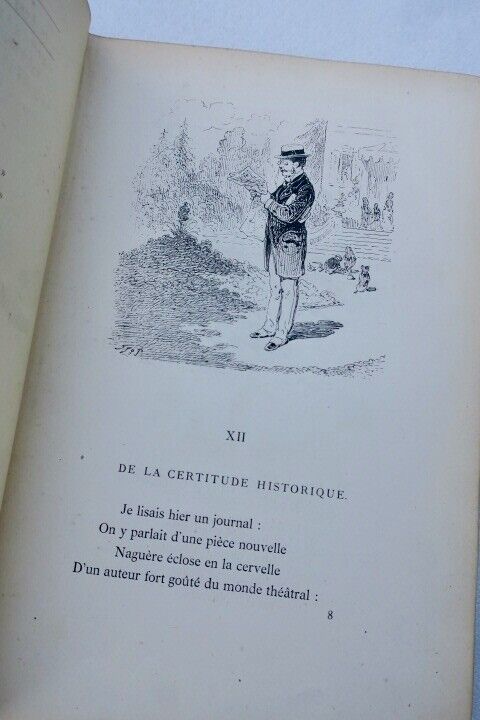 XII
DE LA CERTITUDE HISTORIQUE.
Je lisais hier un journal :
On y parlait d'une pièce nouvelle
Naguère éclose en la cervelle
D'un auteur fort goûté du monde théâtral :
8